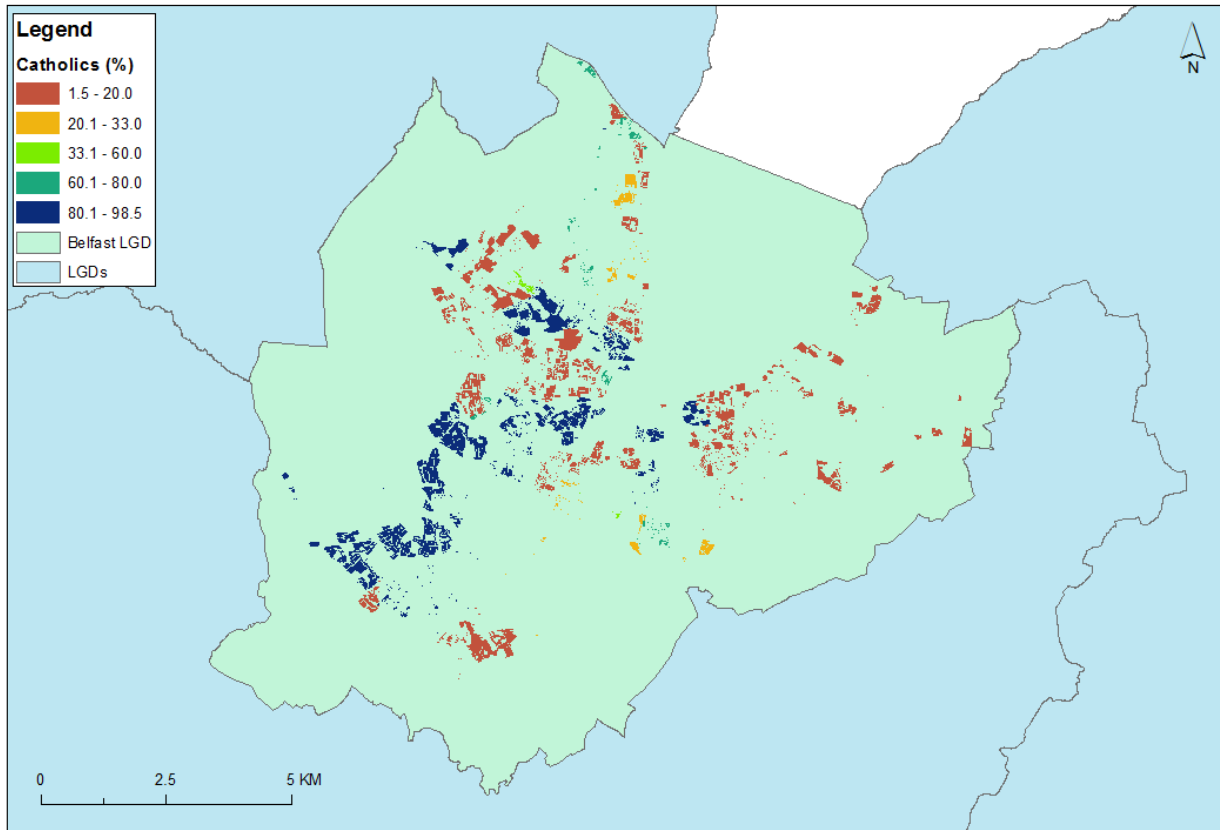 Legend
Catholics (%)
1.5 - 20.0
20.1 - 33.0
33.1 - 60.0
60.1 - 80.0
80.1 - 98.5
Belfast LGD
LGDs
N
0 2.5 5 KM